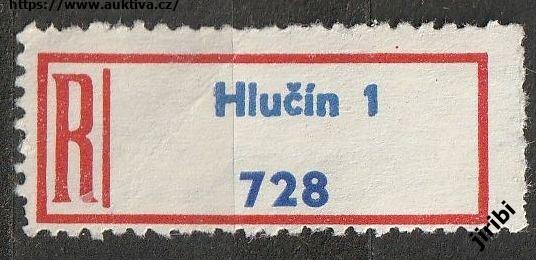 https://www.auktiva.cz/
R
Hlučín 1
728
jiribi